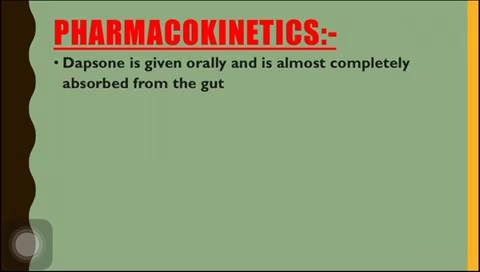 PHARMACOKINETICS:-
• Dapsone is given orally and is almost completely
absorbed from the gut